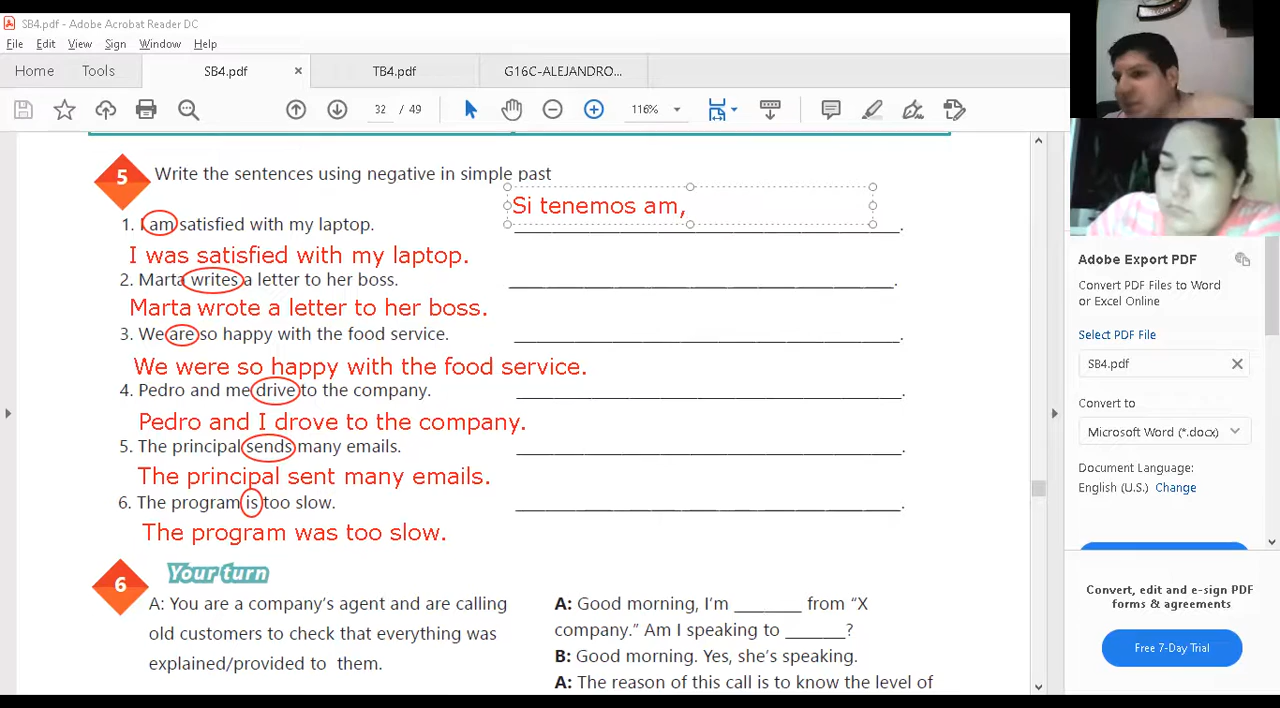 SB4.pdf - Adobe Acrobat Reader DC
File Edit View Sign Window Help
Home Tools SB4.pdf × TB4.pdf G16C-ALEJANDRO...
32 / 49 116%
5 Write the sentences using negative in simple past
Si tenemos am,
1. I am satisfied with my laptop. ____________________.
I was satisfied with my laptop.
2. Marta writes a letter to her boss. ____________________.
Marta wrote a letter to her boss.
3. We are so happy with the food service. ____________________.
We were so happy with the food service.
4. Pedro and me drive to the company. ____________________.
Pedro and I drove to the company.
5. The principal sends many emails. ____________________.
The principal sent many emails.
6. The program is too slow. ____________________.
The program was too slow.
6 Your turn
A: You are a company's agent and are calling
old customers to check that everything was
explained/provided to them.
A: Good morning, I'm _______ from "X
company." Am I speaking to ______?
B: Good morning. Yes, she's speaking.
A: The reason of this call is to know the level of
Adobe Export PDF
Convert PDF Files to Word
or Excel Online
Select PDF File
SB4.pdf
Convert to
Microsoft Word (*.docx)
Document Language:
English (U.S.) Change
Convert, edit and e-sign PDF
forms & agreements
Free 7-Day Trial